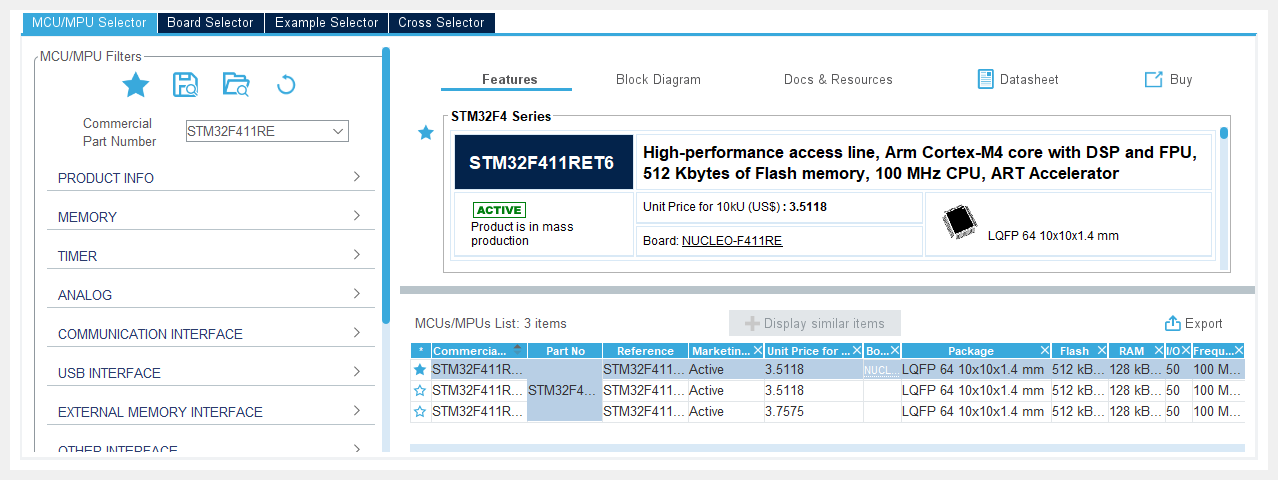 MCU/MPU Selector Board Selector Example Selector Cross Selector
MCU/MPU Filters
Commercial
Part Number
STM32F411RE
PRODUCT INFO
MEMORY
TIMER
ANALOG
COMMUNICATION INTERFACE
USB INTERFACE
EXTERNAL MEMORY INTERFACE
OTHER INTERFACE
Features Block Diagram Docs & Resources Datasheet Buy
STM32F4 Series
STM32F411RET6
High-performance access line, Arm Cortex-M4 core with DSP and FPU,
512 Kbytes of Flash memory, 100 MHz CPU, ART Accelerator
ACTIVE
Product is in mass
production
Unit Price for 10kU (US$) : 3.5118
Board: NUCLEO-F411RE
LQFP 64 10x10x1.4 mm
MCUs/MPUs List: 3 items Display similar items Export
* Commercia... Part No Reference Marketin... Unit Price for ... Bo... Package Flash RAM I/O Frequ...
STM32F411R... STM32F411... Active 3.5118 NUCL... LQFP 64 10x10x1.4 mm 512 kB... 128 kB... 50 100 M...
STM32F411R... STM32F4... STM32F411... Active 3.5118 LQFP 64 10x10x1.4 mm 512 kB... 128 kB... 50 100 M...
STM32F411R... STM32F411... Active 3.7575 LQFP 64 10x10x1.4 mm 512 kB... 128 kB... 50 100 M...